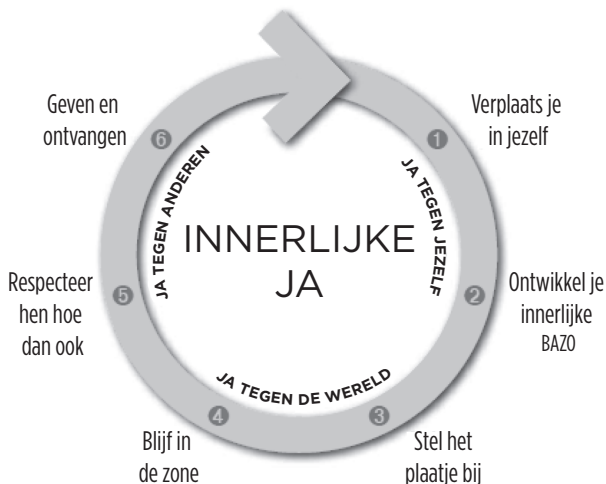 1
Verplaats je
in jezelf
2
Ontwikkel je
innerlijke
BAZO
3
Stel het
plaatje bij
4
Blijf in
de zone
5
Respecteer
hen hoe
dan ook
6
Geven en
ontvangen
JA TEGEN JEZELF
JA TEGEN DE WERELD
JA TEGEN ANDEREN
INNERLIJKE
JA